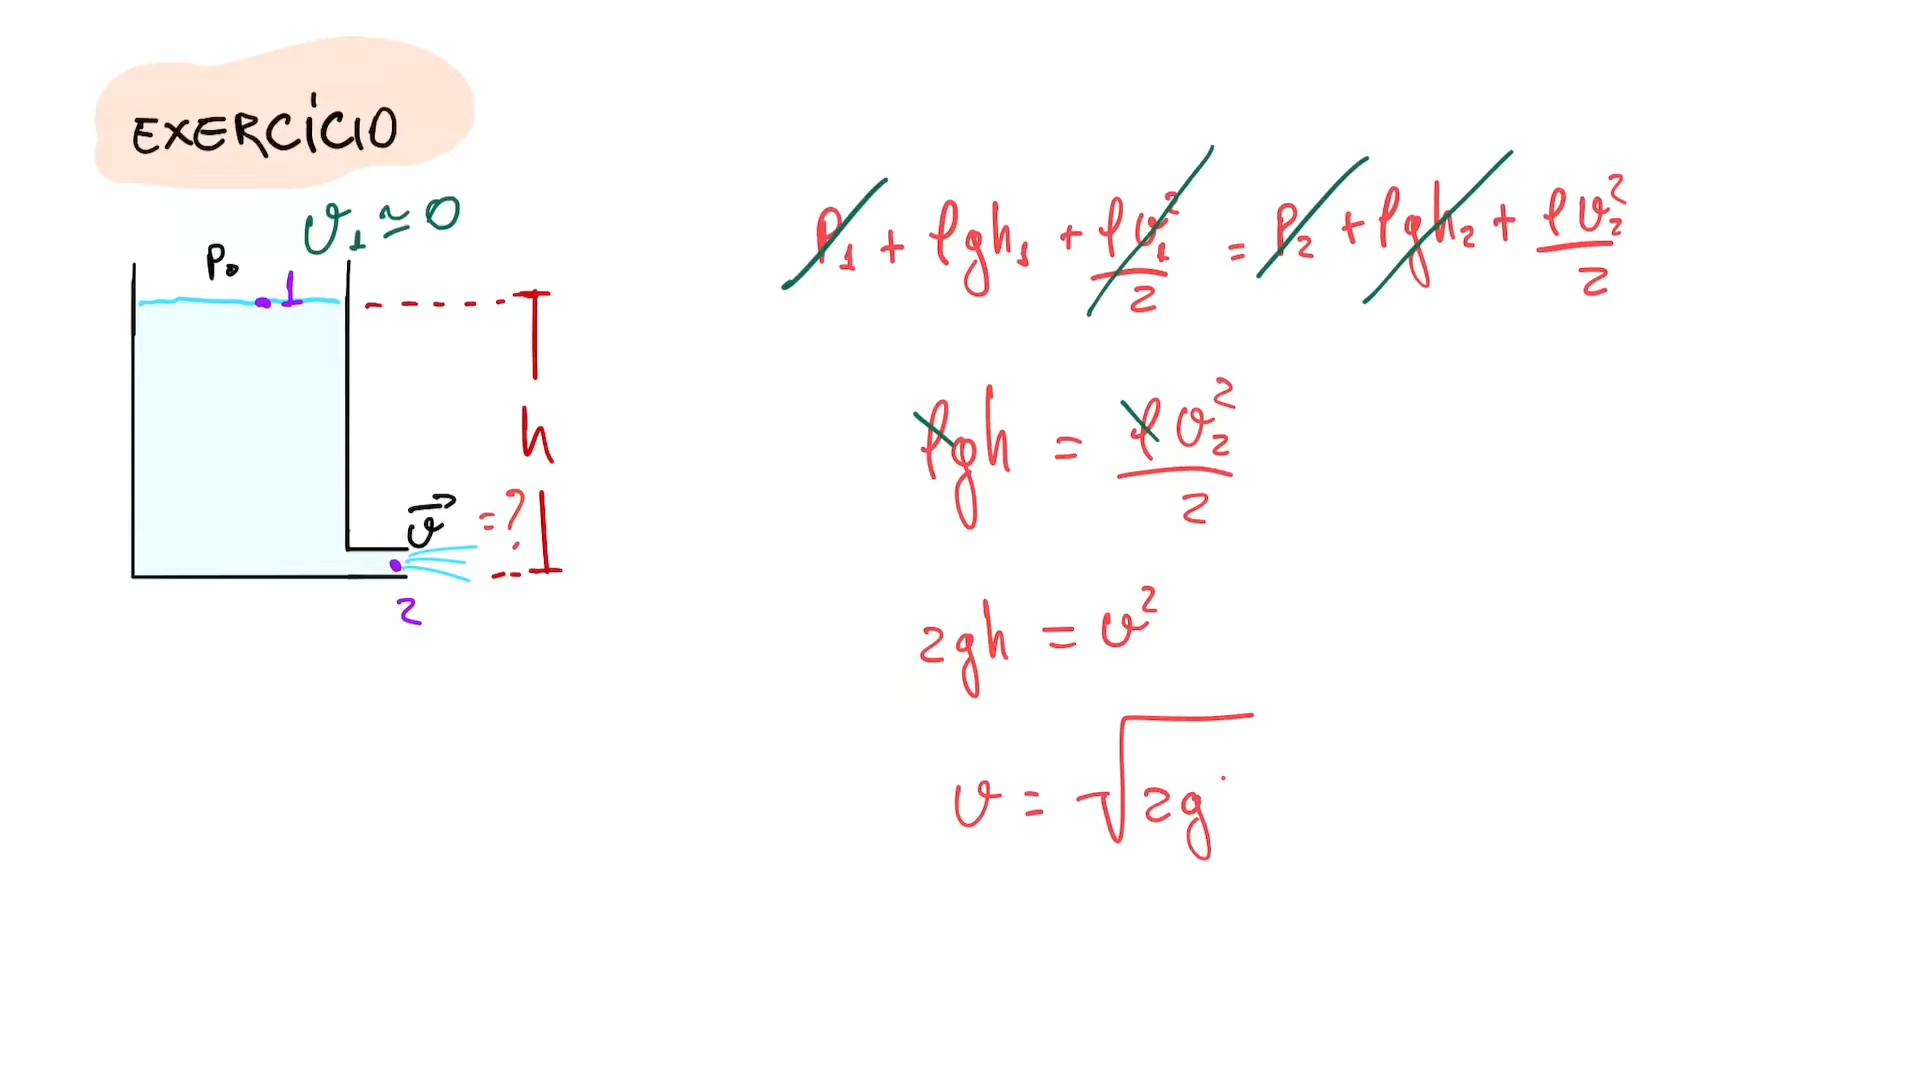 EXERCÍCIO
v₁ ≃ 0
P₀
1
h
v⃗ = ?
2
P₁ + ρgh₁ + ρv₁²/2 = P₂ + ρgh₂ + ρv₂²/2
ρgh = ρv₂²/2
2gh = v²
v = √2g